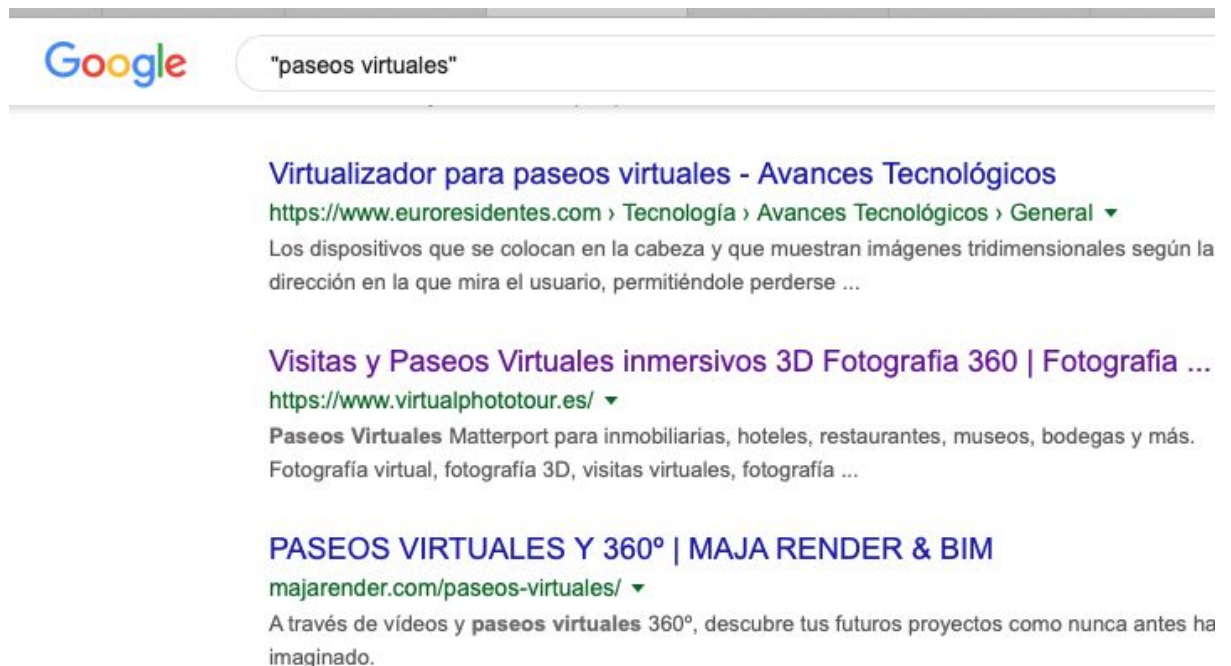 Google
"paseos virtuales"
Virtualizador para paseos virtuales - Avances Tecnológicos
https://www.euroresidentes.com › Tecnología › Avances Tecnológicos › General
Los dispositivos que se colocan en la cabeza y que muestran imágenes tridimensionales según la
dirección en la que mira el usuario, permitiéndole perderse ...
Visitas y Paseos Virtuales inmersivos 3D Fotografia 360 | Fotografia ...
https://www.virtualphototour.es/
Paseos Virtuales Matterport para inmobiliarias, hoteles, restaurantes, museos, bodegas y más.
Fotografía virtual, fotografía 3D, visitas virtuales, fotografía ...
PASEOS VIRTUALES Y 360º | MAJA RENDER & BIM
majarender.com/paseos-virtuales/
A través de vídeos y paseos virtuales 360º, descubre tus futuros proyectos como nunca antes ha
imaginado.